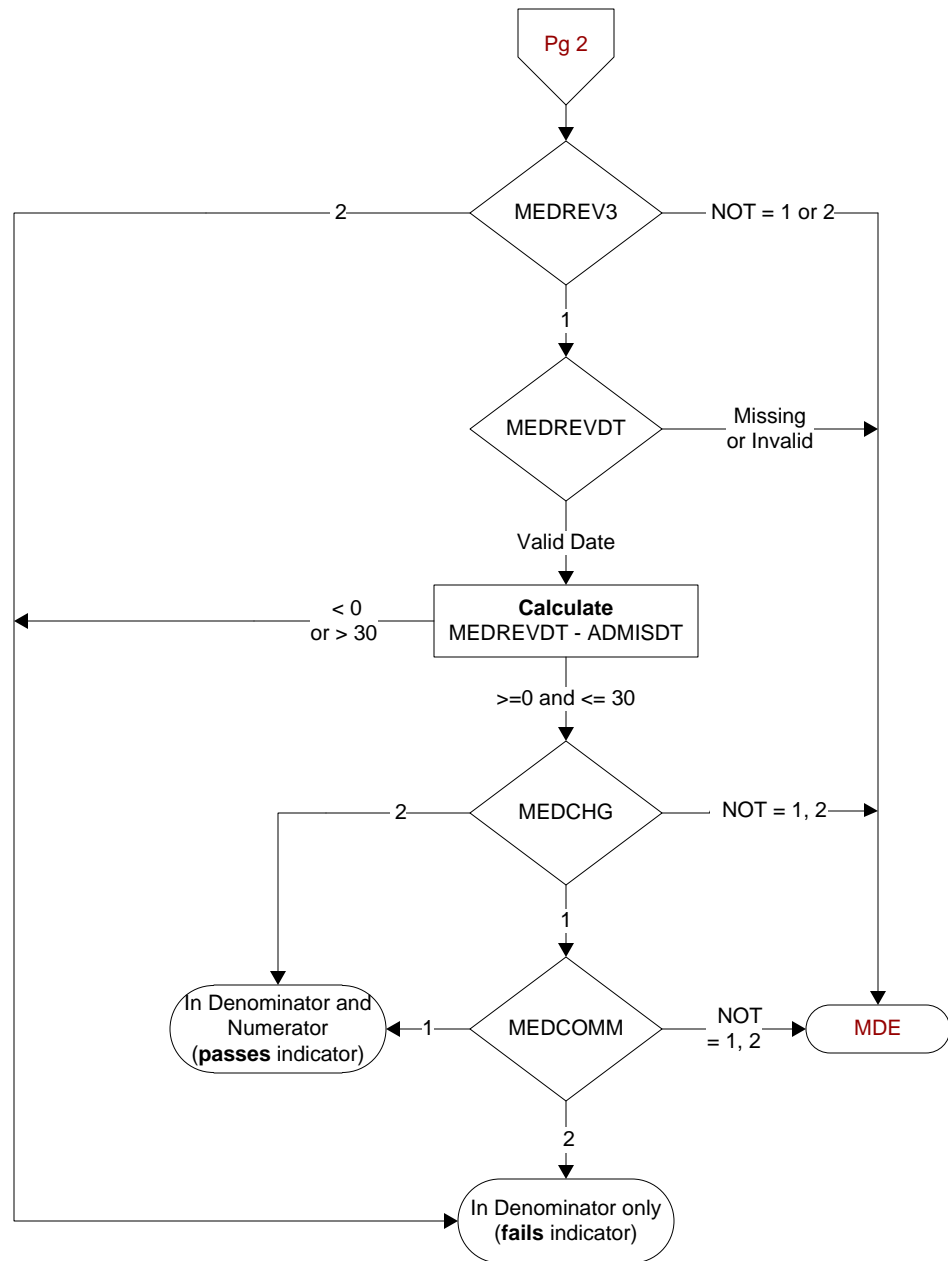 Pg 2
2
MEDREV3
NOT = 1 or 2
1
MEDREVDT
Missing
or Invalid
Valid Date
< 0
or > 30
Calculate
MEDREVDT - ADMISDT
>=0 and <= 30
2
MEDCHG
NOT = 1, 2
1
In Denominator and
Numerator
(passes indicator)
1
MEDCOMM
NOT
= 1, 2
MDE
2
In Denominator only
(fails indicator)